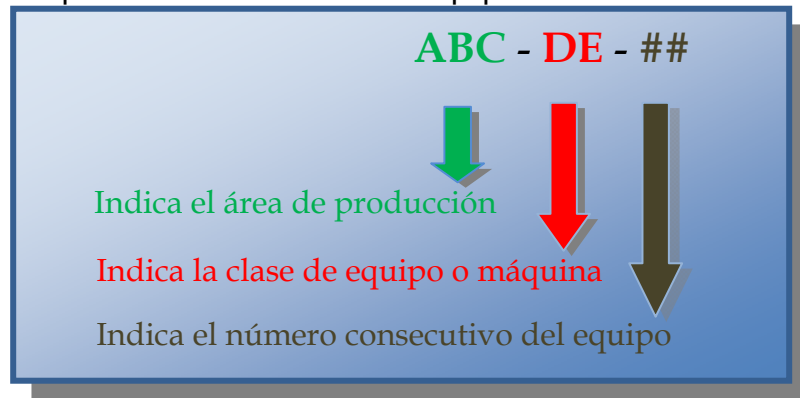 ABC - DE - ##
Indica el área de producción
Indica la clase de equipo o máquina
Indica el número consecutivo del equipo